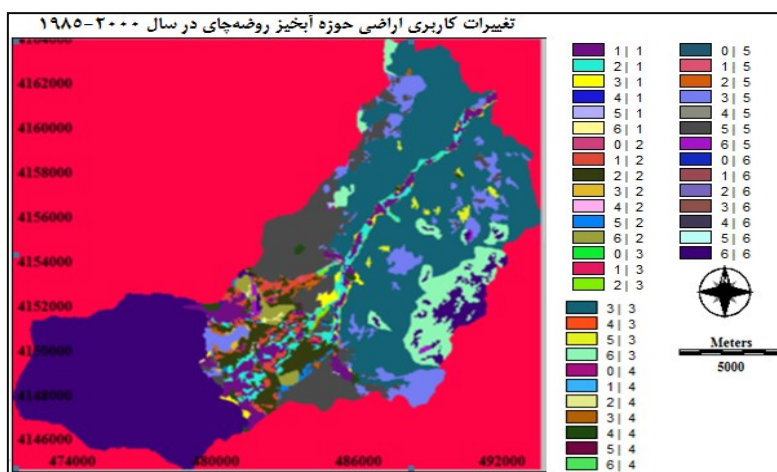 تغییرات کاربری اراضی حوزه آبخیز روضه‌چای در سال ۲۰۰۰-۱۹۸۵
4164000
4162000
4160000
4158000
4156000
4154000
4152000
4150000
4148000
4146000
474000 480000 486000 492000
1 | 1
2 | 1
3 | 1
4 | 1
5 | 1
6 | 1
0 | 2
1 | 2
2 | 2
3 | 2
4 | 2
5 | 2
6 | 2
0 | 3
1 | 3
2 | 3
3 | 3
4 | 3
5 | 3
6 | 3
0 | 4
1 | 4
2 | 4
3 | 4
4 | 4
5 | 4
6 | 4
0 | 5
1 | 5
2 | 5
3 | 5
4 | 5
5 | 5
6 | 5
0 | 6
1 | 6
2 | 6
3 | 6
4 | 6
5 | 6
6 | 6
N
Meters
5000